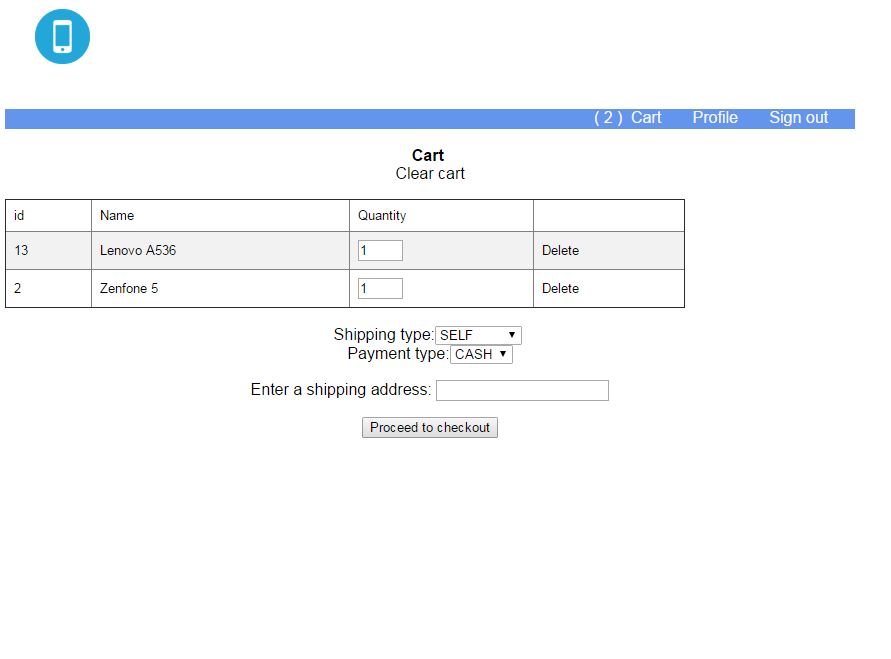 ( 2 ) Cart Profile Sign out
Cart
Clear cart
id Name Quantity
13 Lenovo A536 1 Delete
2 Zenfone 5 1 Delete
Shipping type: SELF
Payment type: CASH
Enter a shipping address:
Proceed to checkout